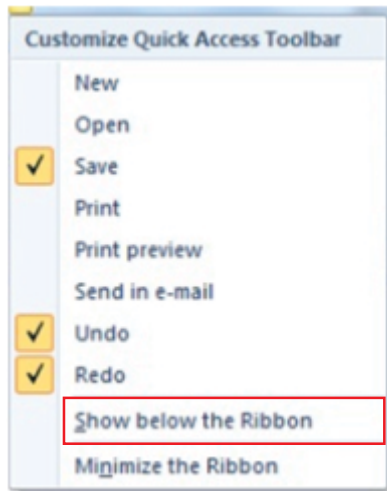 Customize Quick Access Toolbar
New
Open
Save
Print
Print preview
Send in e-mail
Undo
Redo
Show below the Ribbon
Minimize the Ribbon